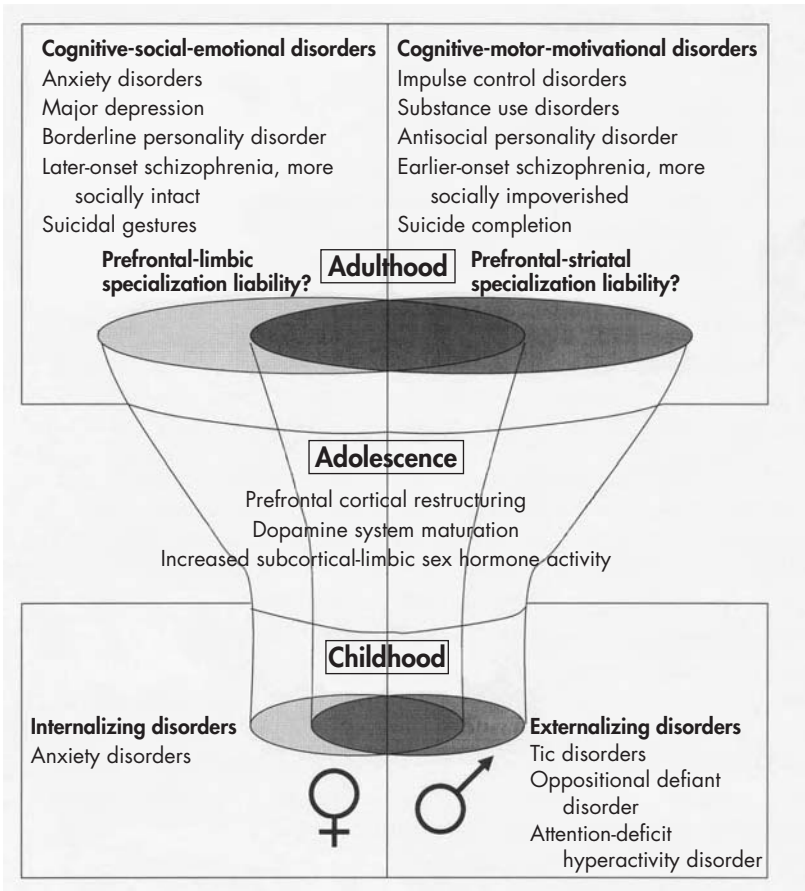 Cognitive-social-emotional disorders
Anxiety disorders
Major depression
Borderline personality disorder
Later-onset schizophrenia, more
socially intact
Suicidal gestures
Prefrontal-limbic
specialization liability?
Cognitive-motor-motivational disorders
Impulse control disorders
Substance use disorders
Antisocial personality disorder
Earlier-onset schizophrenia, more
socially impoverished
Suicide completion
Prefrontal-striatal
specialization liability?
Adulthood
Adolescence
Prefrontal cortical restructuring
Dopamine system maturation
Increased subcortical-limbic sex hormone activity
Childhood
Internalizing disorders
Anxiety disorders
Externalizing disorders
Tic disorders
Oppositional defiant
disorder
Attention-deficit
hyperactivity disorder